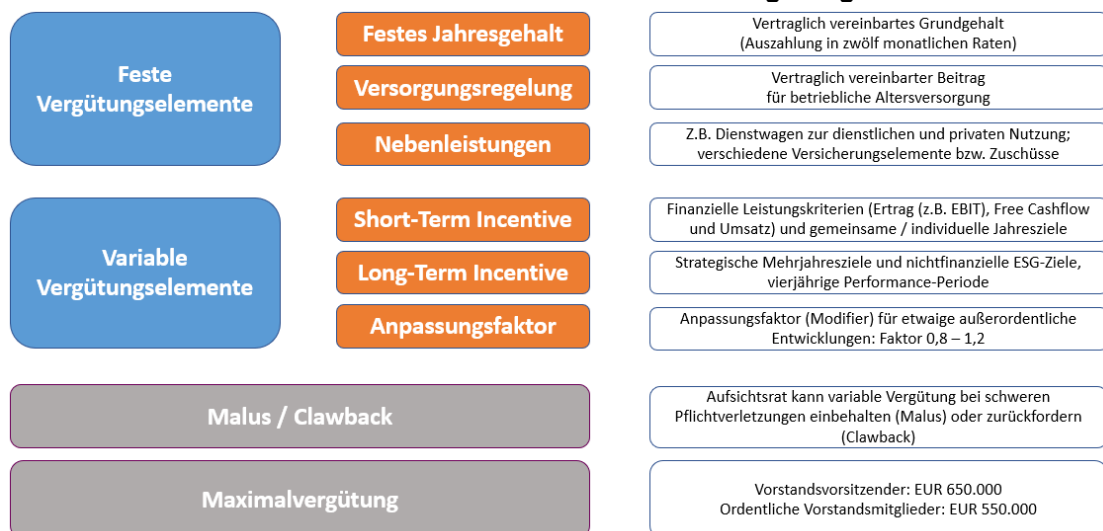 Feste
Vergütungselemente
Festes Jahresgehalt
Vertraglich vereinbartes Grundgehalt
(Auszahlung in zwölf monatlichen Raten)
Versorgungsregelung
Vertraglich vereinbarter Beitrag
für betriebliche Altersversorgung
Nebenleistungen
Z.B. Dienstwagen zur dienstlichen und privaten Nutzung;
verschiedene Versicherungselemente bzw. Zuschüsse
Variable
Vergütungselemente
Short-Term Incentive
Finanzielle Leistungskriterien (Ertrag (z.B. EBIT), Free Cashflow
und Umsatz) und gemeinsame / individuelle Jahresziele
Long-Term Incentive
Strategische Mehrjahresziele und nichtfinanzielle ESG-Ziele,
vierjährige Performance-Periode
Anpassungsfaktor
Anpassungsfaktor (Modifier) für etwaige außerordentliche
Entwicklungen: Faktor 0,8 – 1,2
Malus / Clawback
Aufsichtsrat kann variable Vergütung bei schweren
Pflichtverletzungen einbehalten (Malus) oder zurückfordern
(Clawback)
Maximalvergütung
Vorstandsvorsitzender: EUR 650.000
Ordentliche Vorstandsmitglieder: EUR 550.000